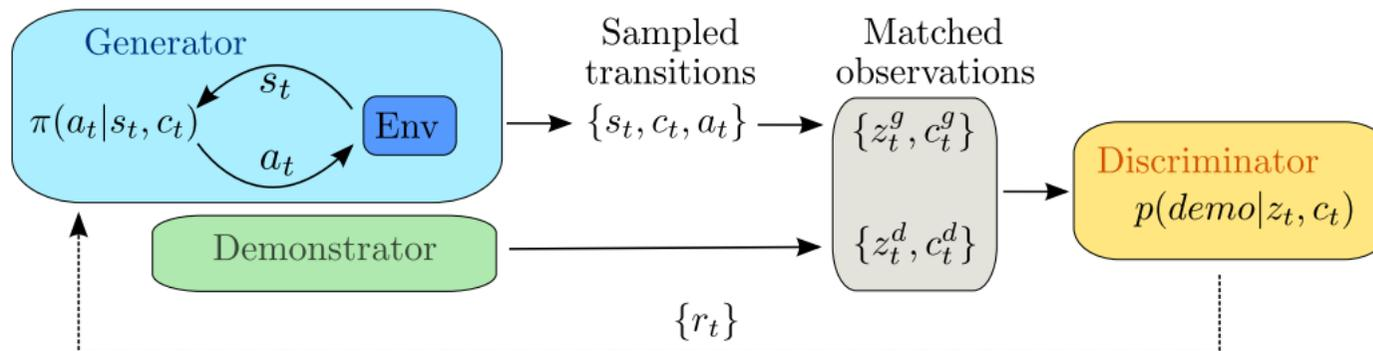 Generator
s_t
π(a_t|s_t, c_t)
Env
a_t
Demonstrator
Sampled
transitions
{s_t, c_t, a_t}
Matched
observations
{z_t^g, c_t^g}
{z_t^d, c_t^d}
Discriminator
p(demo|z_t, c_t)
{r_t}